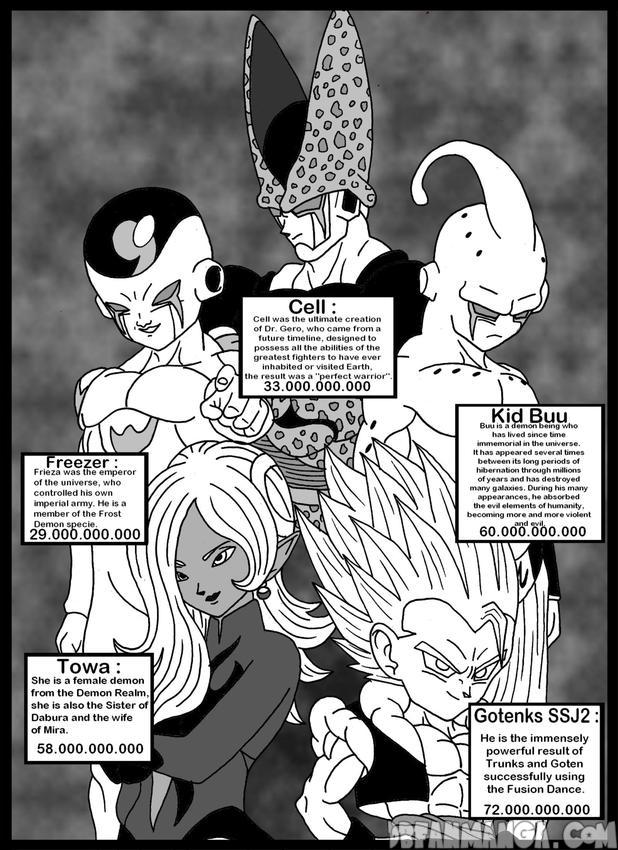 Cell :
Cell was the ultimate creation
of Dr. Gero, who came from a
future timeline, designed to
possess all the abilities of the
greatest fighters to have ever
inhabited or visited Earth,
the result was a "perfect warrior".
33.000.000.000
Kid Buu
Buu is a demon being who
has lived since time
immemorial in the universe.
It has appeared several times
between its long periods of
hibernation through millions
of years and has destroyed
many galaxies. During his many
appearances, he absorbed
the evil elements of humanity,
becoming more and more violent
and evil.
60.000.000.000
Freezer :
Frieza was the emperor
of the universe, who
controlled his own
imperial army. He is a
member of the Frost
Demon specie.
29.000.000.000
Towa :
She is a female demon
from the Demon Realm,
she is also the Sister of
Dabura and the wife
of Mira.
58.000.000.000
Gotenks SSJ2 :
He is the immensely
powerful result of
Trunks and Goten
successfully using
the Fusion Dance.
72.000.000.000
DBFANMANGA.COM